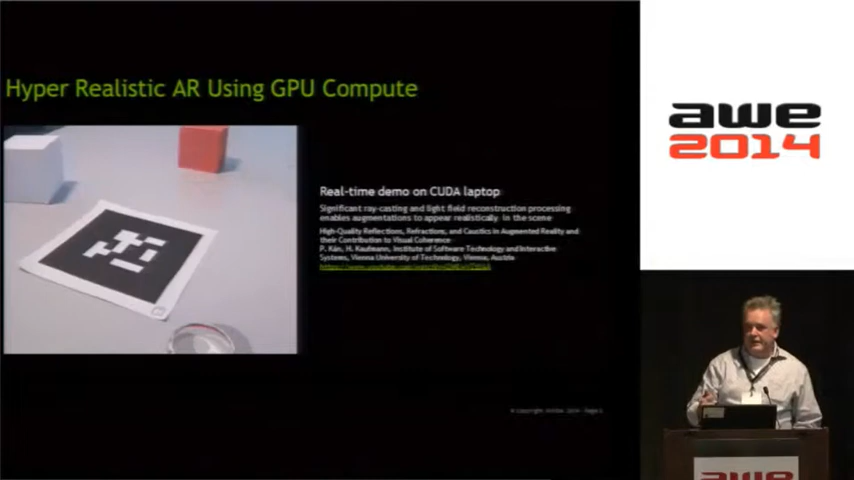 Hyper Realistic AR Using GPU Compute
Real-time demo on CUDA laptop
Significant ray-casting and light field reconstruction processing
enables augmentations to appear realistically in the scene
High-Quality Reflections, Refractions, and Caustics in Augmented Reality and
their Contribution to Visual Coherence
P. Kán, H. Kaufmann, Institute of Software Technology and Interactive
Systems, Vienna University of Technology, Vienna, Austria
awe
2014
awe